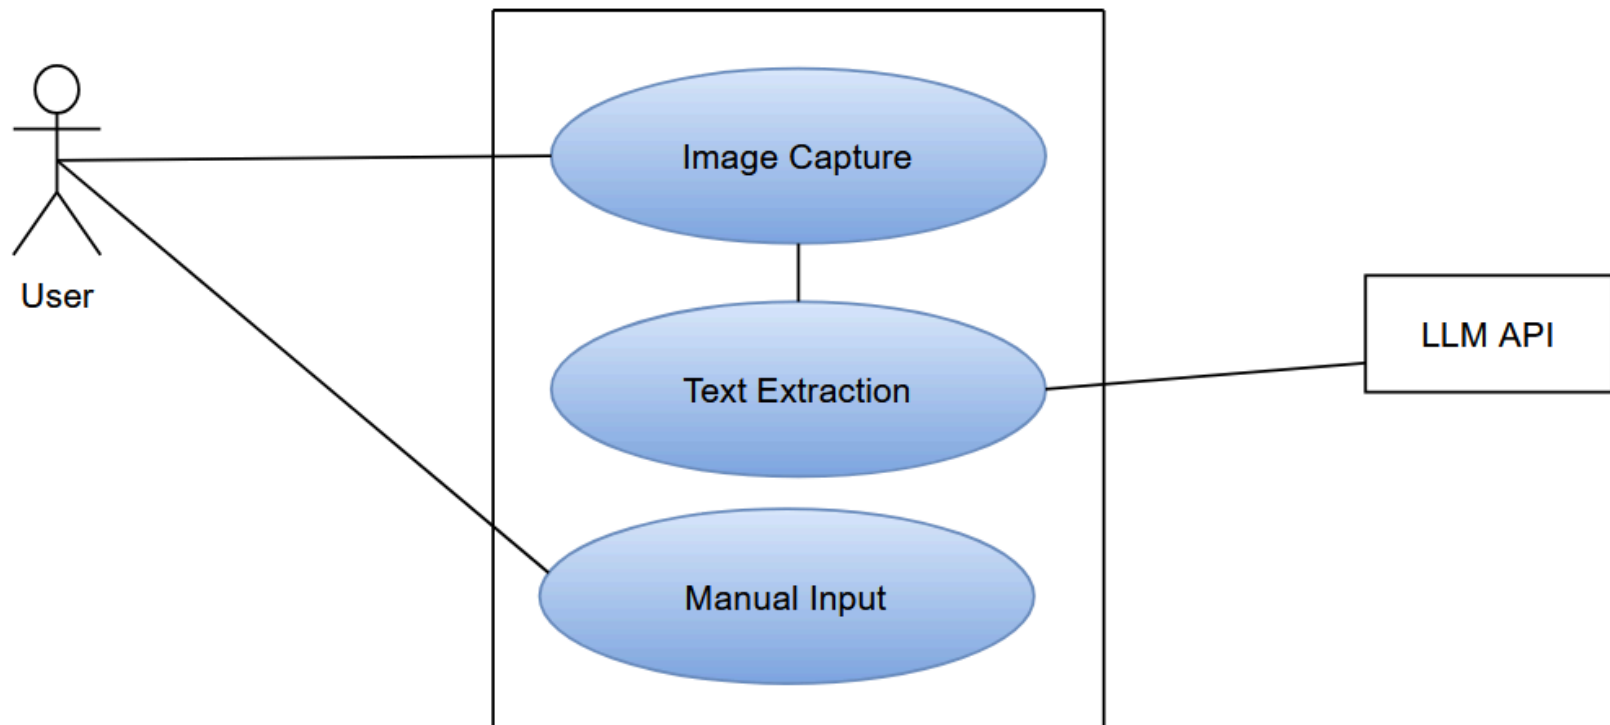 Image Capture
User
LLM API
Text Extraction
Manual Input